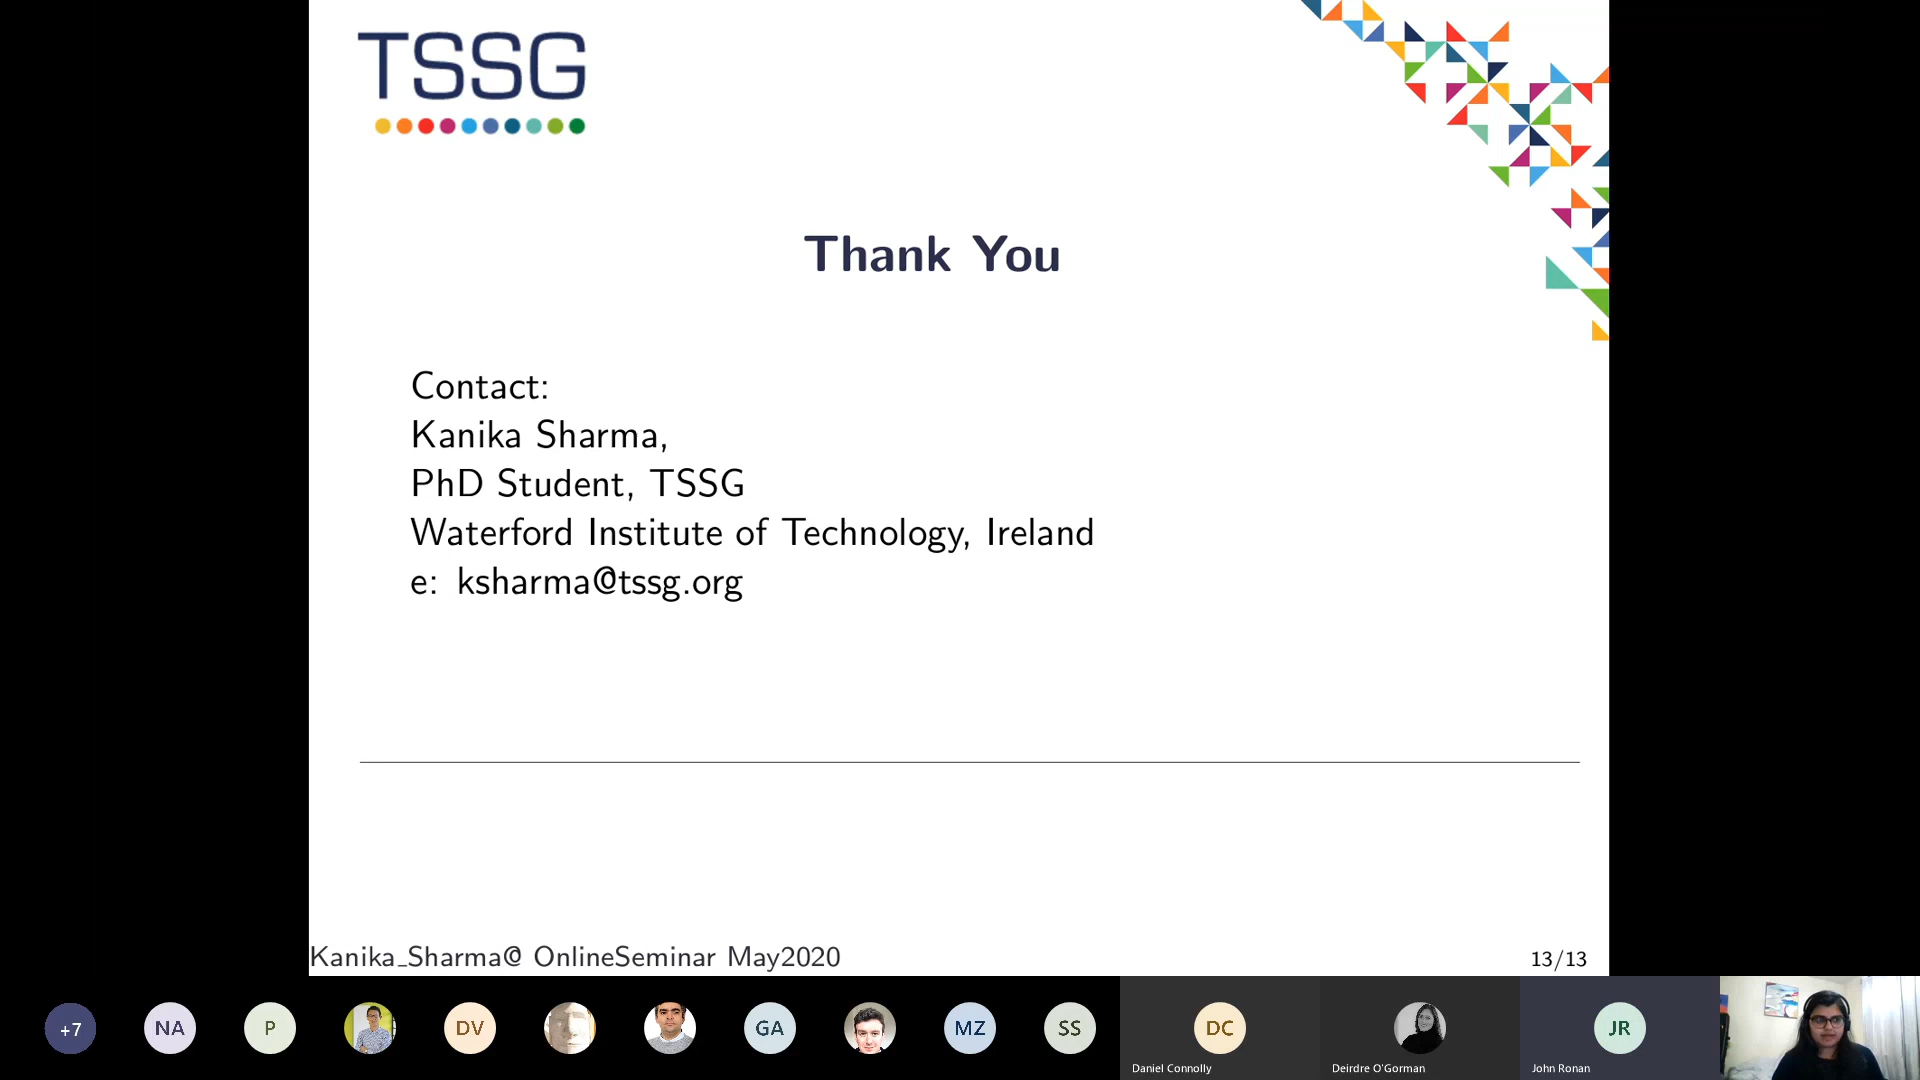 TSSG
Thank You
Contact:
Kanika Sharma,
PhD Student, TSSG
Waterford Institute of Technology, Ireland
e: ksharma@tssg.org
Kanika_Sharma@ OnlineSeminar May2020
13/13
+7
NA
P
DV
GA
MZ
SS
DC
JR
Daniel Connolly
Deirdre O'Gorman
John Ronan